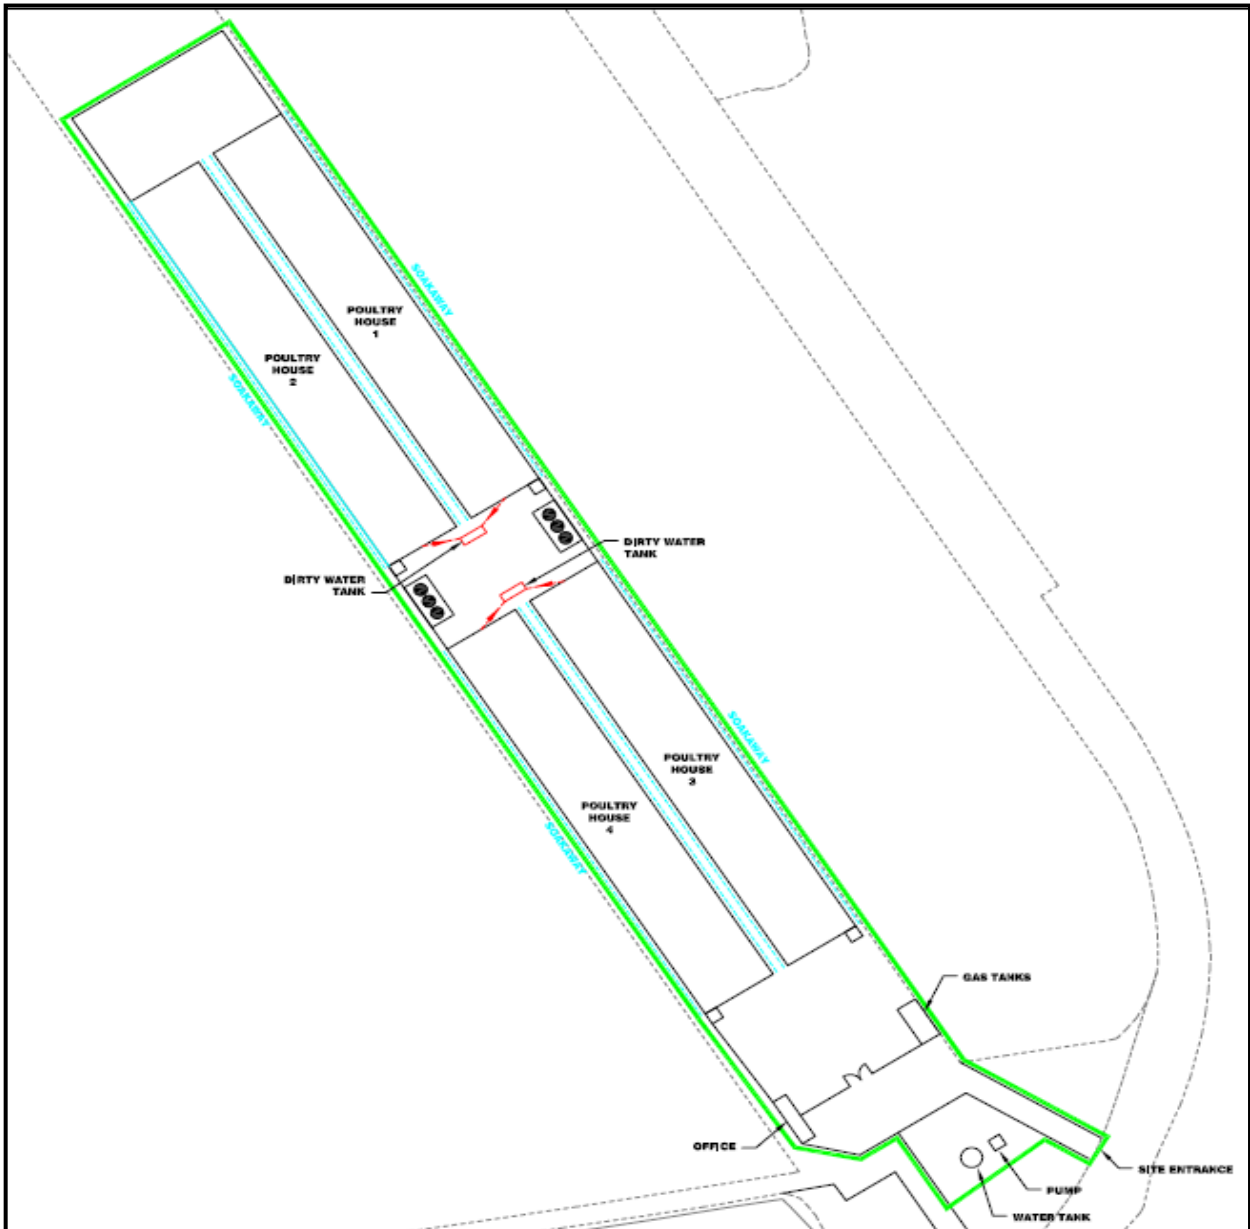 SOAKAWAY
POULTRY
HOUSE
1
POULTRY
HOUSE
2
SOAKAWAY
DIRTY WATER
TANK
DIRTY WATER
TANK
SOAKAWAY
POULTRY
HOUSE
3
POULTRY
HOUSE
4
SOAKAWAY
GAS TANKS
OFFICE
SITE ENTRANCE
PUMP
WATER TANK